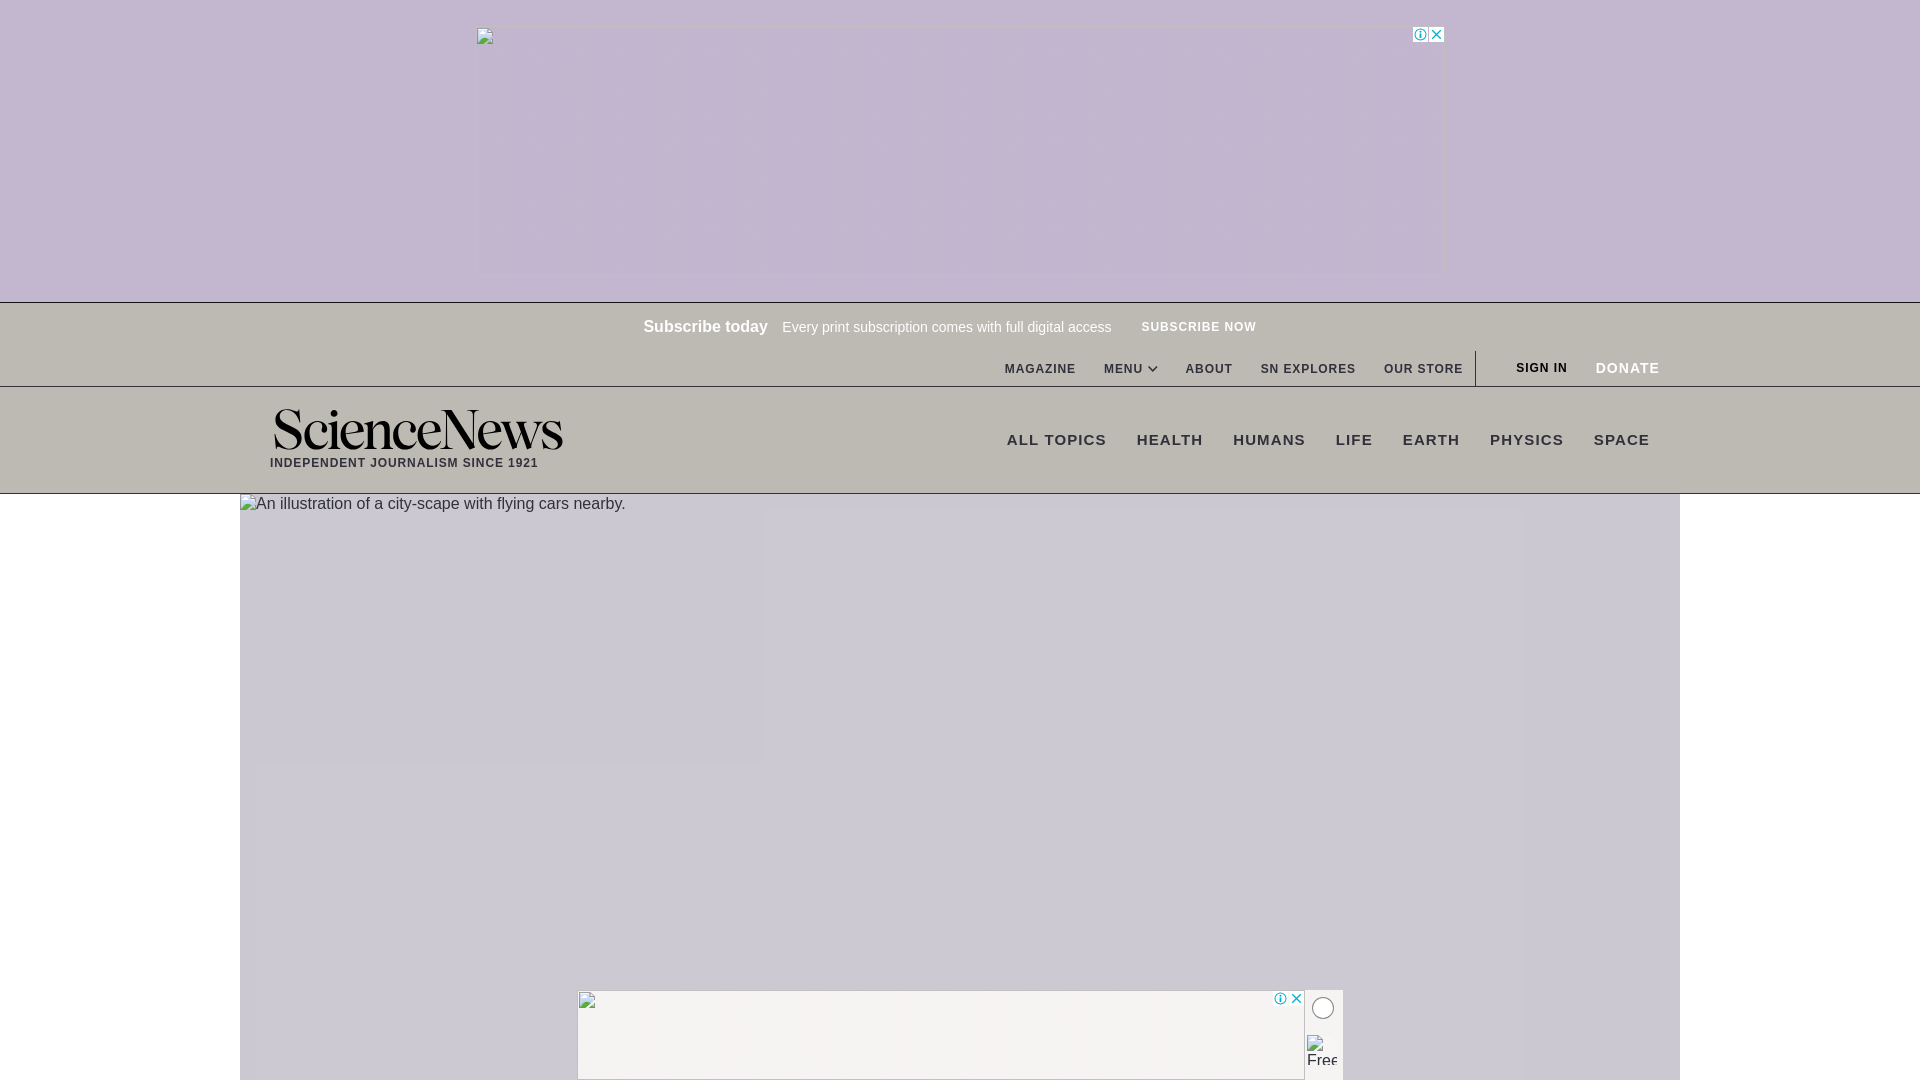 Subscribe today Every print subscription comes with full digital access SUBSCRIBE NOW
MAGAZINE MENU ABOUT SN EXPLORES OUR STORE SIGN IN DONATE
ScienceNews
INDEPENDENT JOURNALISM SINCE 1921
ALL TOPICS HEALTH HUMANS LIFE EARTH PHYSICS SPACE
An illustration of a city-scape with flying cars nearby.
Free